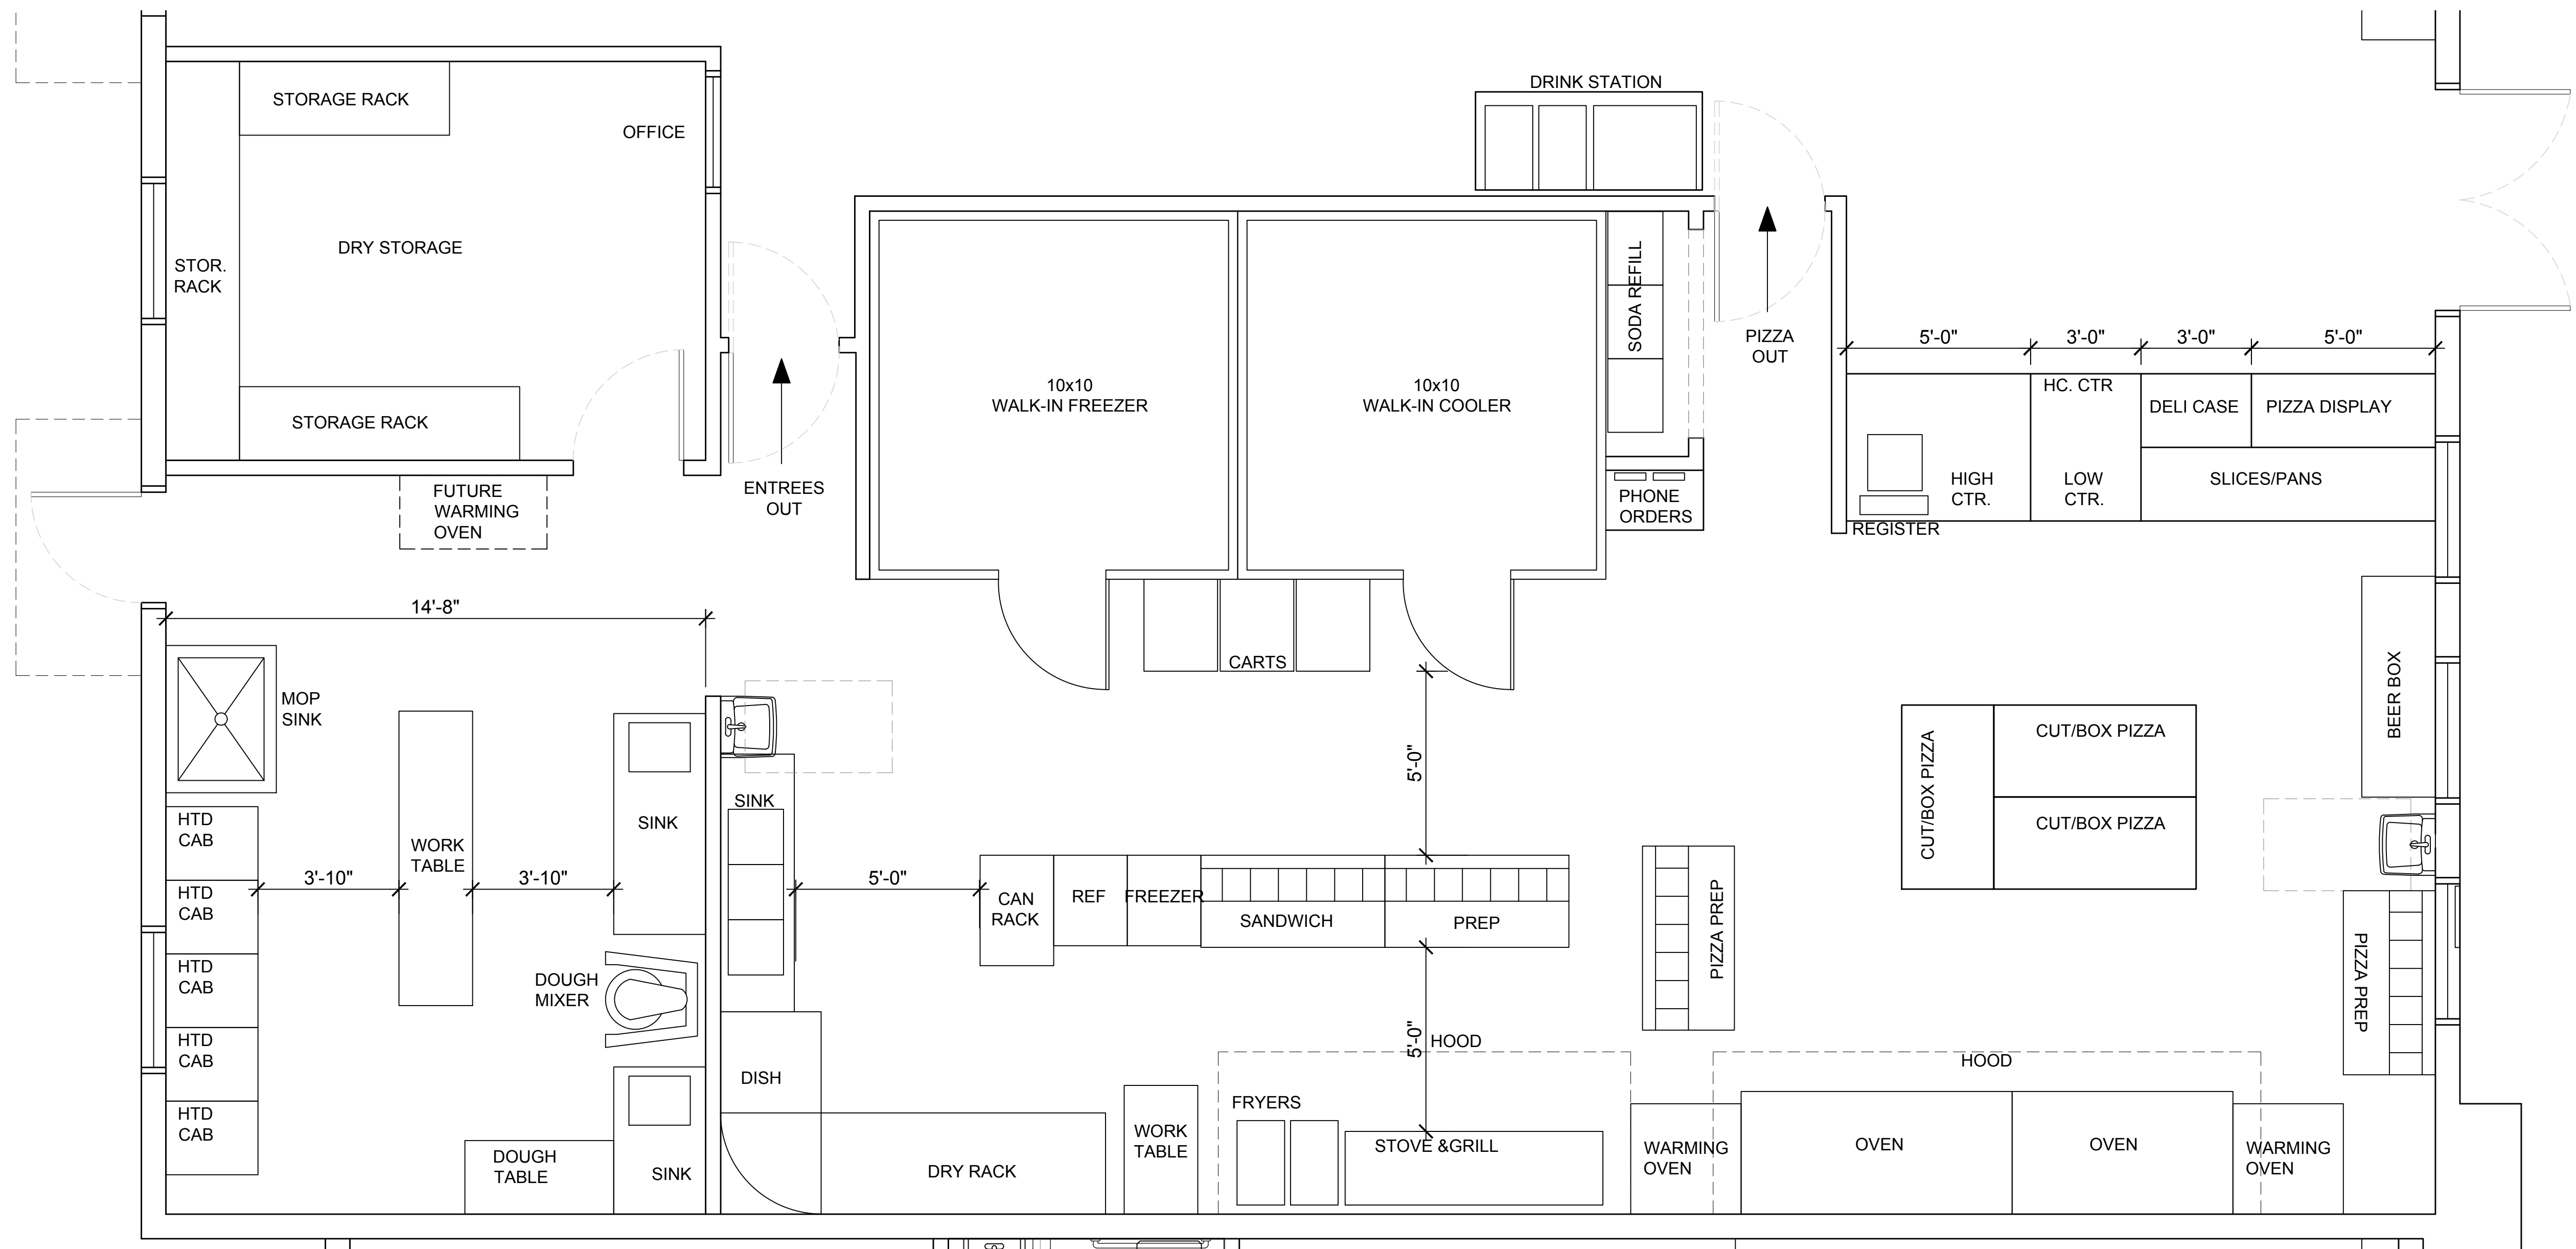 DRINK STATION
STORAGE RACK
OFFICE
DRY STORAGE
STOR.
RACK
STORAGE RACK
SODA REFILL
PIZZA
OUT
5'-0"
3'-0"
3'-0"
5'-0"
10x10
WALK-IN FREEZER
10x10
WALK-IN COOLER
HC. CTR
DELI CASE
PIZZA DISPLAY
HIGH
CTR.
LOW
CTR.
SLICES/PANS
REGISTER
PHONE
ORDERS
ENTREES
OUT
FUTURE
WARMING
OVEN
14'-8"
CARTS
MOP
SINK
BEER BOX
CUT/BOX PIZZA
CUT/BOX PIZZA
CUT/BOX PIZZA
5'-0"
SINK
SINK
HTD
CAB
HTD
CAB
HTD
CAB
HTD
CAB
HTD
CAB
WORK
TABLE
3'-10"
3'-10"
5'-0"
CAN
RACK
REF
FREEZER
SANDWICH
PREP
PIZZA PREP
PIZZA PREP
DOUGH
MIXER
5'-0"
HOOD
HOOD
DISH
FRYERS
WORK
TABLE
STOVE &GRILL
WARMING
OVEN
OVEN
OVEN
WARMING
OVEN
DOUGH
TABLE
SINK
DRY RACK